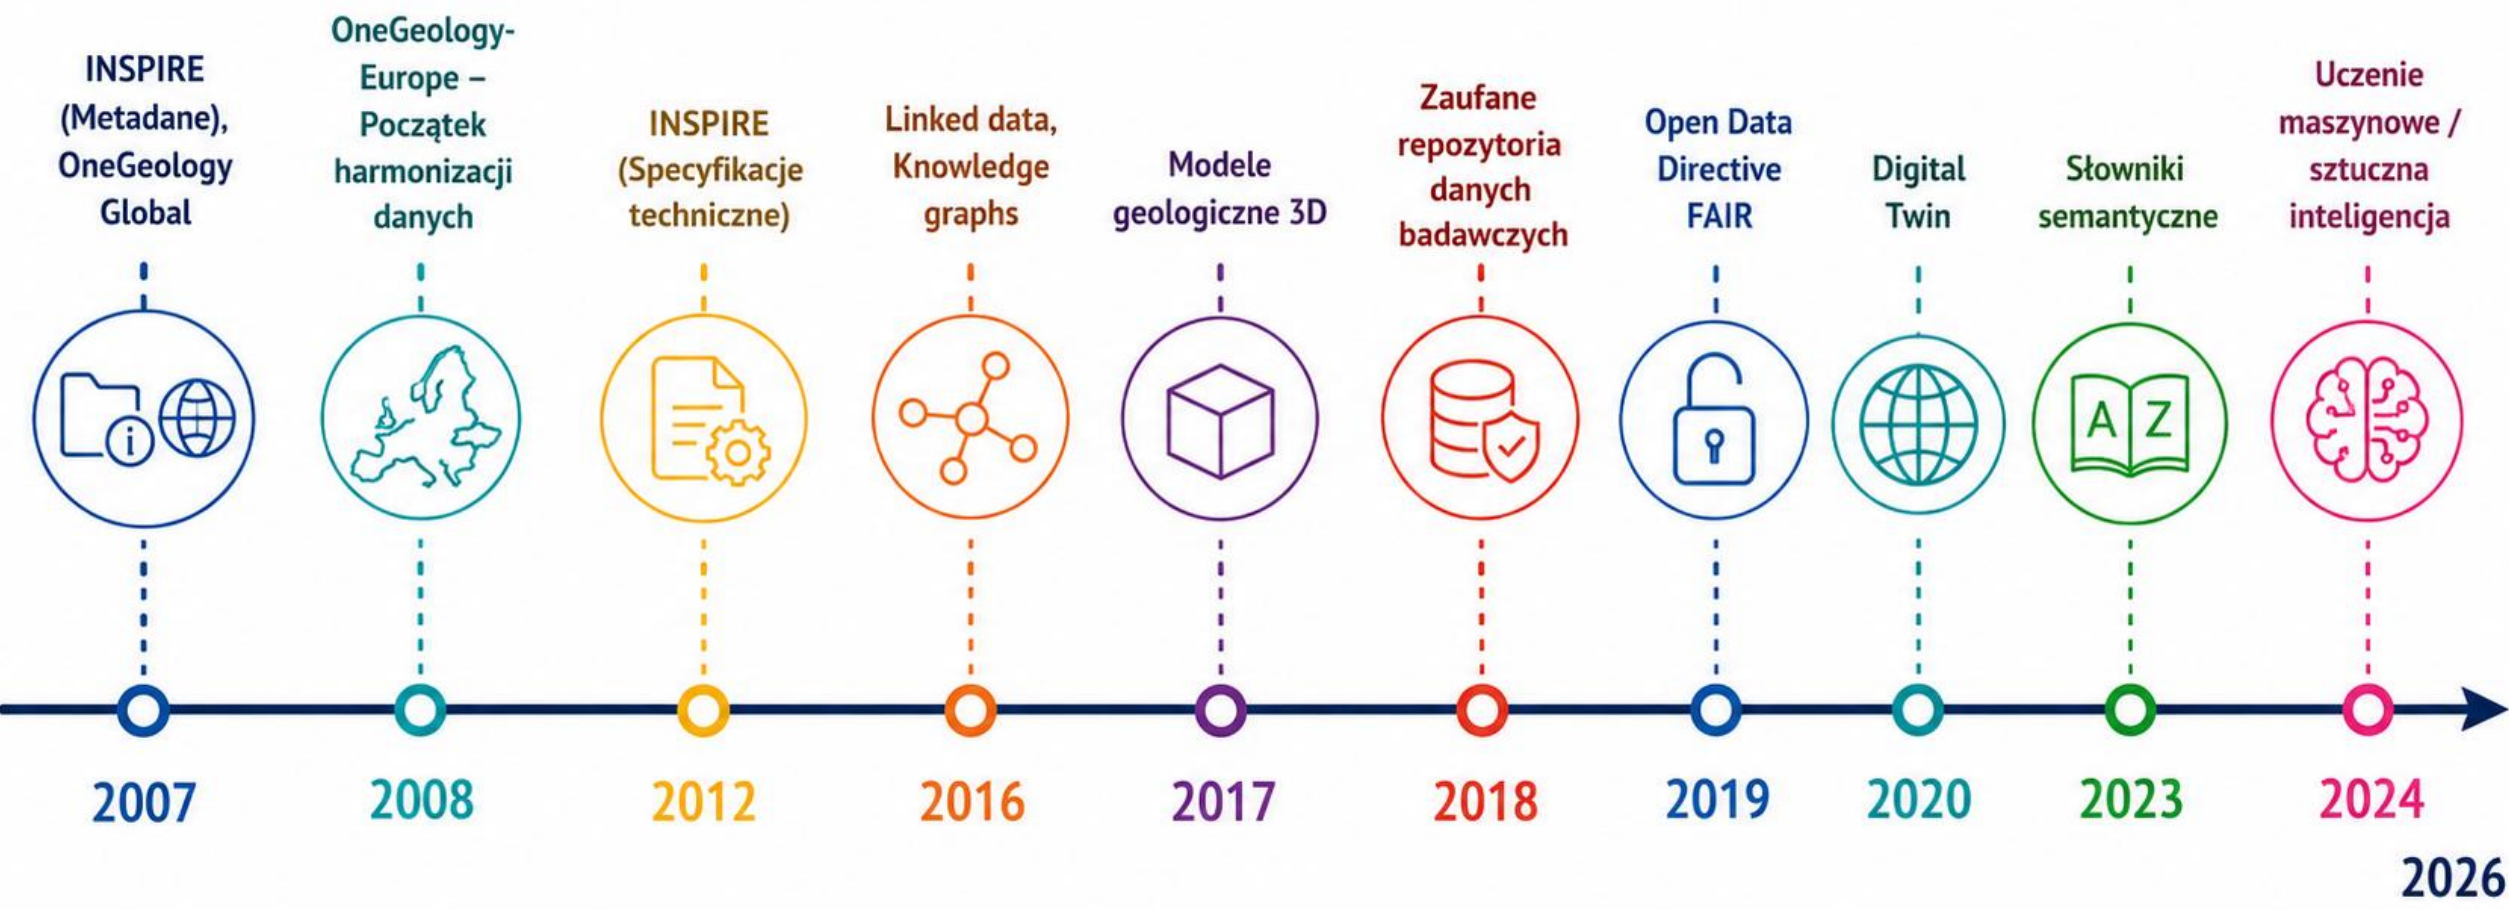 INSPIRE
(Metadane),
OneGeology
Global
OneGeology-
Europe –
Początek
harmonizacji
danych
INSPIRE
(Specyfikacje
techniczne)
Linked data,
Knowledge
graphs
Modele
geologiczne 3D
Zaufane
repozytoria
danych
badawczych
Open Data
Directive
FAIR
Digital
Twin
Słowniki
semantyczne
Uczenie
maszynowe /
sztuczna
inteligencja
i
A Z
2007
2008
2012
2016
2017
2018
2019
2020
2023
2024
2026